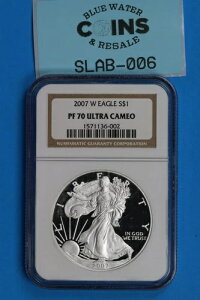 BLUE WATER
COINS
& RESALE
SLAB-006
2007 W EAGLE S$1
PF 70 ULTRA CAMEO
1571136-002
NUMISMATIC GUARANTY CORPORATION
LIBERTY
IN GOD
WE TRUST
2007